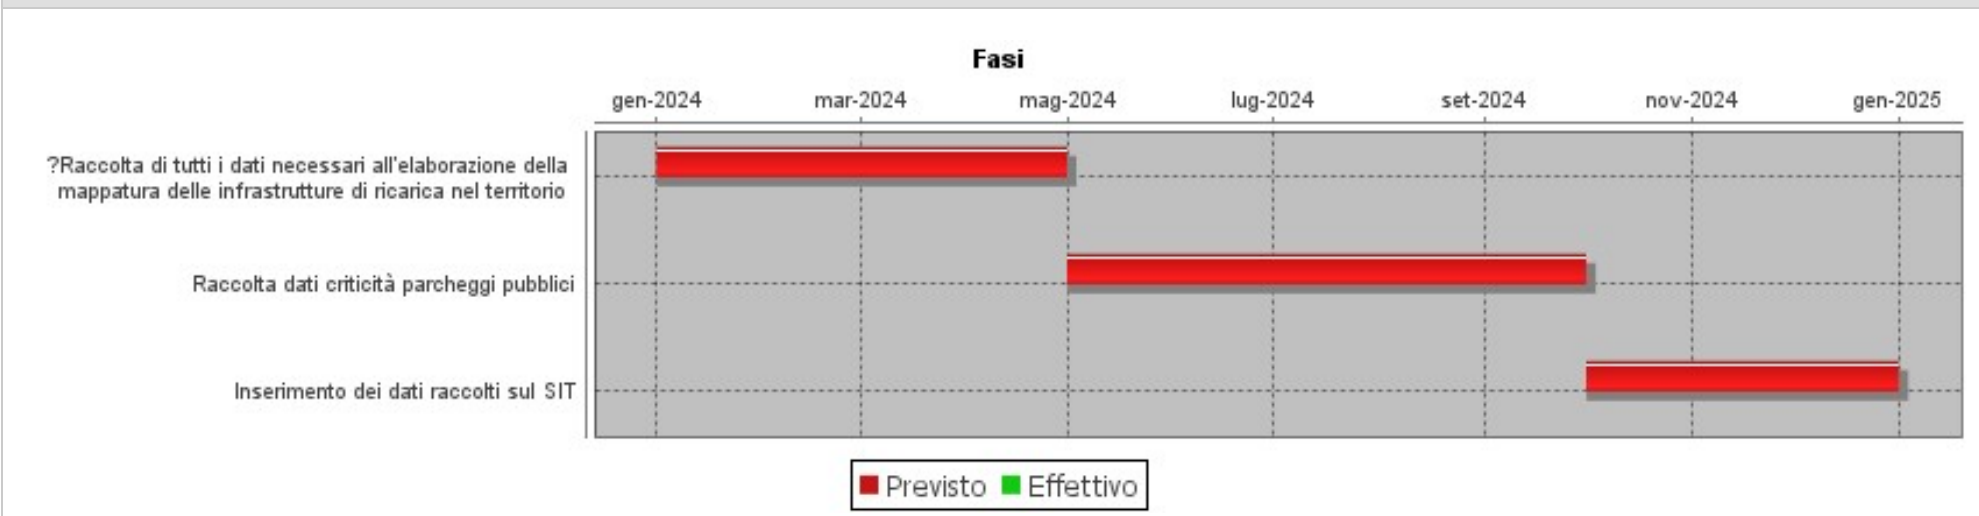 Fasi
gen-2024 mar-2024 mag-2024 lug-2024 set-2024 nov-2024 gen-2025
?Raccolta di tutti i dati necessari all'elaborazione della
mappatura delle infrastrutture di ricarica nel territorio
Raccolta dati criticità parcheggi pubblici
Inserimento dei dati raccolti sul SIT
Previsto Effettivo